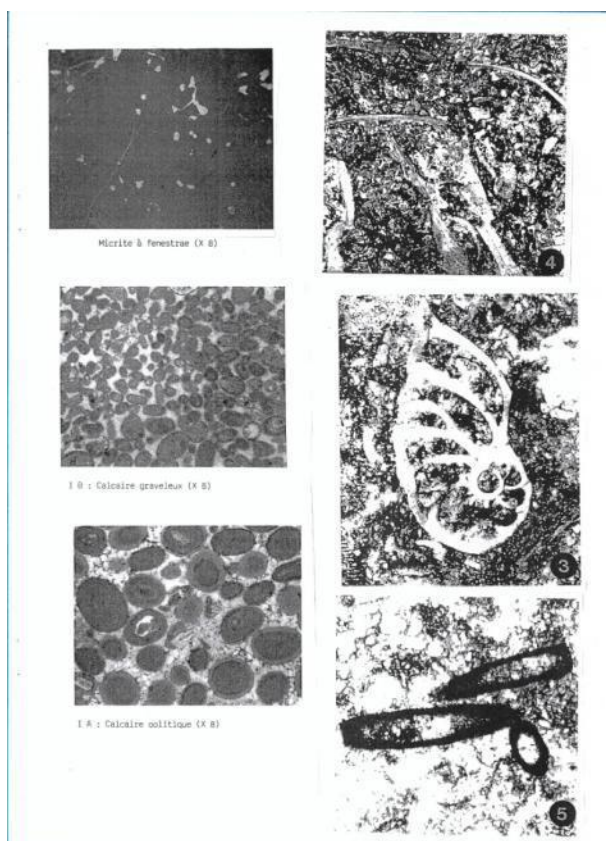 Micrite à fenestrae (X 8)
I B : Calcaire graveleux (X 8)
I A : Calcaire oolitique (X 8)
4
3
5